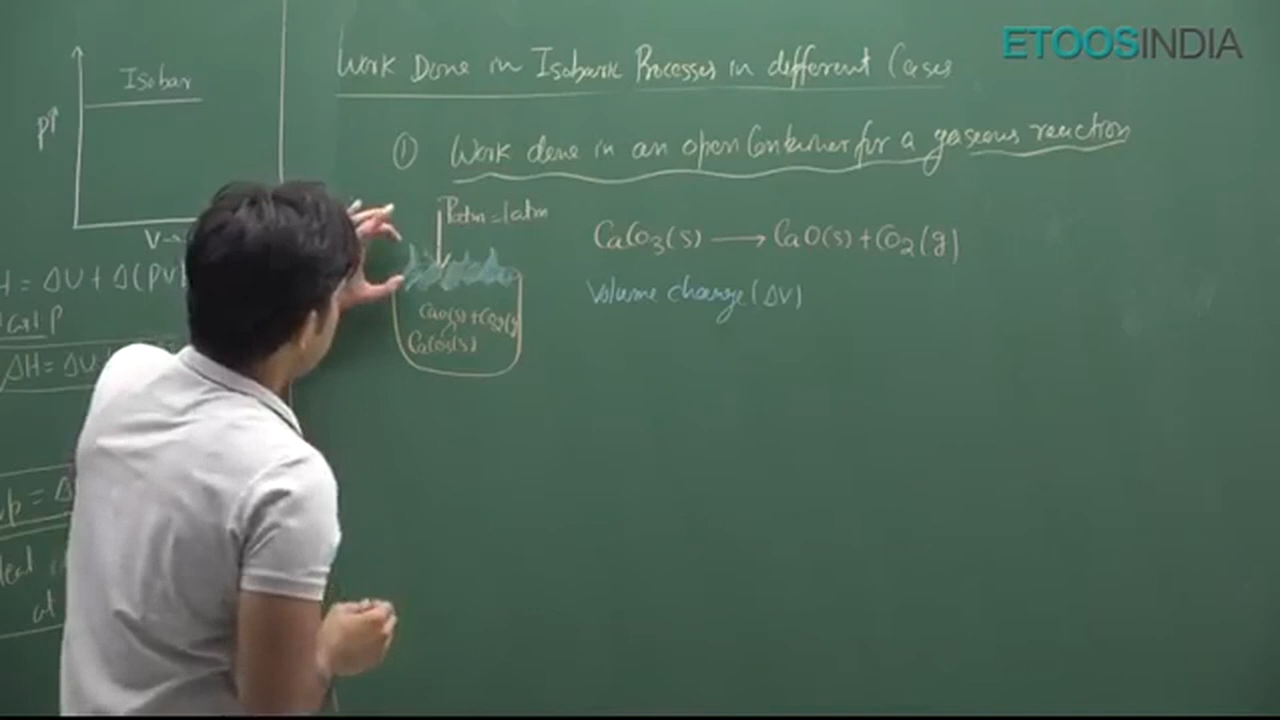 ETOOSINDIA
Isobar
P↑
V→
H = ΔU + Δ(PV)
ΔH = ΔU
at
Work Done in Isobaric Processes in different Cases
① Work done in an open Container for a gaseous reaction
Patm = 1atm
CaO(s) + CO2(g)
CaCO3(s)
CaCO3(s) ⟶ CaO(s) + CO2(g)
Volume change (ΔV)